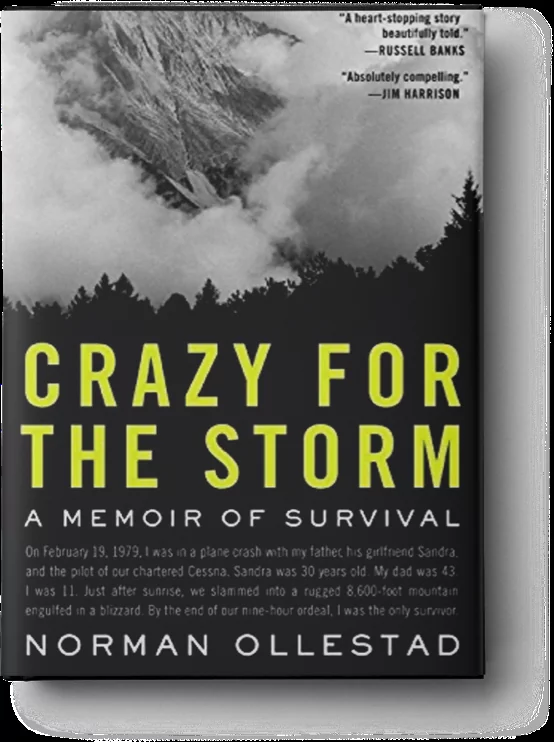 "A heart-stopping story
beautifully told."
—RUSSELL BANKS
"Absolutely compelling."
—JIM HARRISON
CRAZY FOR
THE STORM
A MEMOIR OF SURVIVAL
On February 19, 1979, I was in a plane crash with my father, his girlfriend Sandra,
and the pilot of our chartered Cessna. Sandra was 30 years old. My dad was 43.
I was 11. Just after sunrise, we slammed into a rugged 8,600-foot mountain
engulfed in a blizzard. By the end of our nine-hour ordeal, I was the only survivor.
NORMAN OLLESTAD